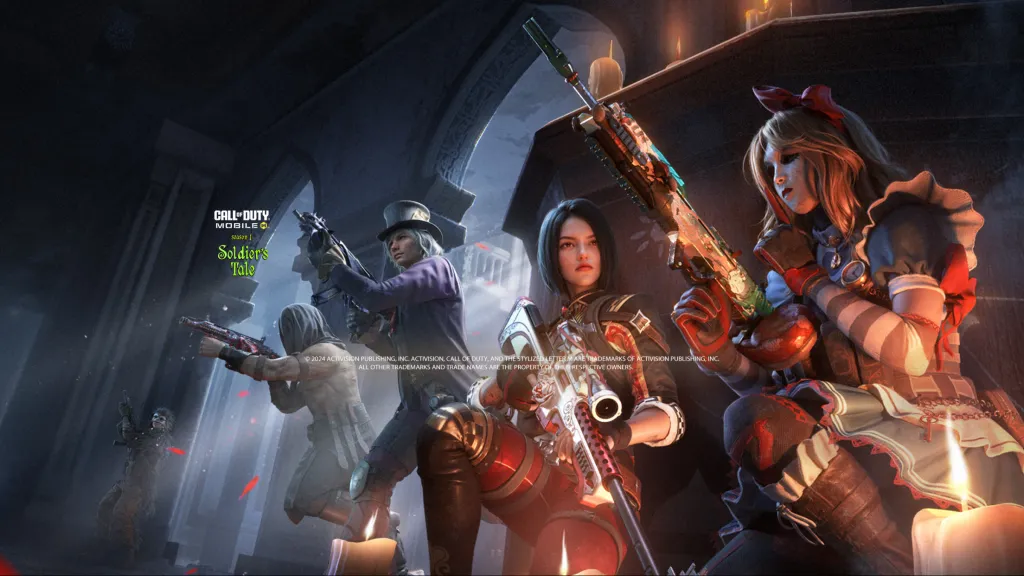 CALL OF DUTY
MOBILE
SEASON 1
Soldier's
Tale
© 2024 ACTIVISION PUBLISHING, INC. ACTIVISION, CALL OF DUTY, AND THE STYLIZED LETTER M ARE TRADEMARKS OF ACTIVISION PUBLISHING, INC.
ALL OTHER TRADEMARKS AND TRADE NAMES ARE THE PROPERTY OF THEIR RESPECTIVE OWNERS.